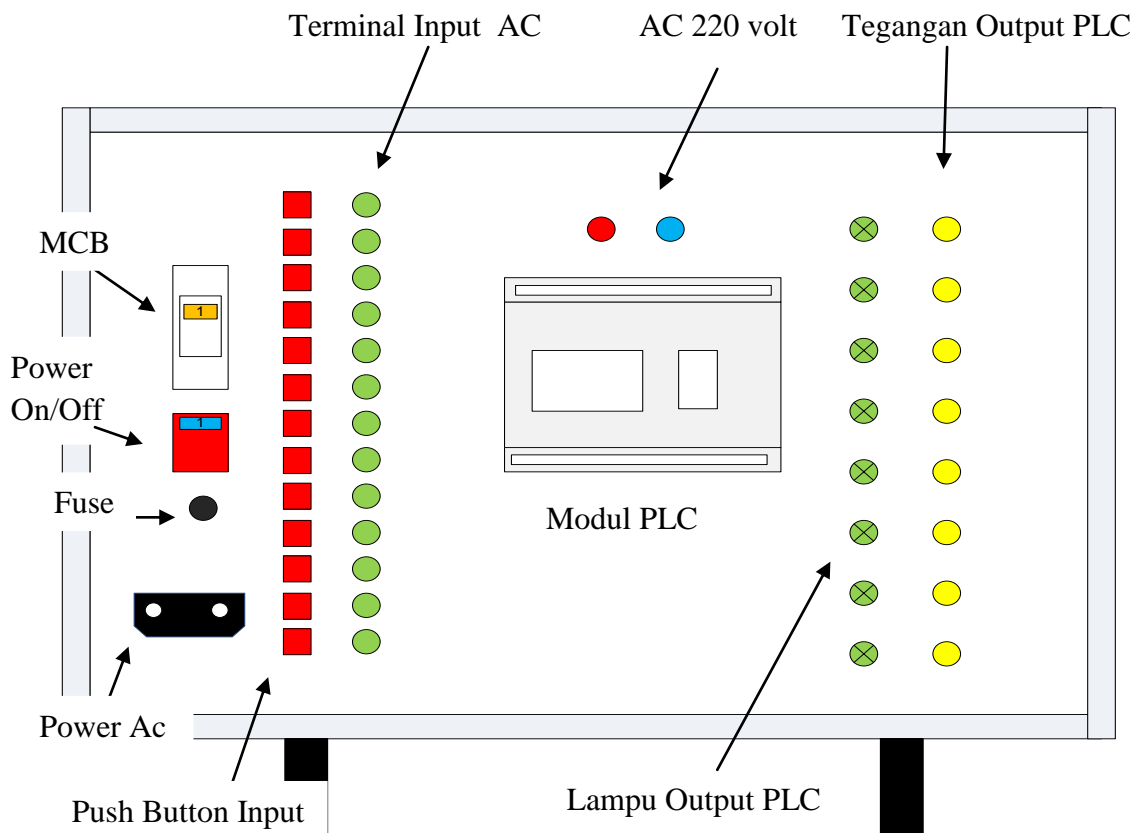 Terminal Input AC
AC 220 volt
Tegangan Output PLC
MCB
1
Power
On/Off
1
Fuse
Modul PLC
Power Ac
Push Button Input
Lampu Output PLC